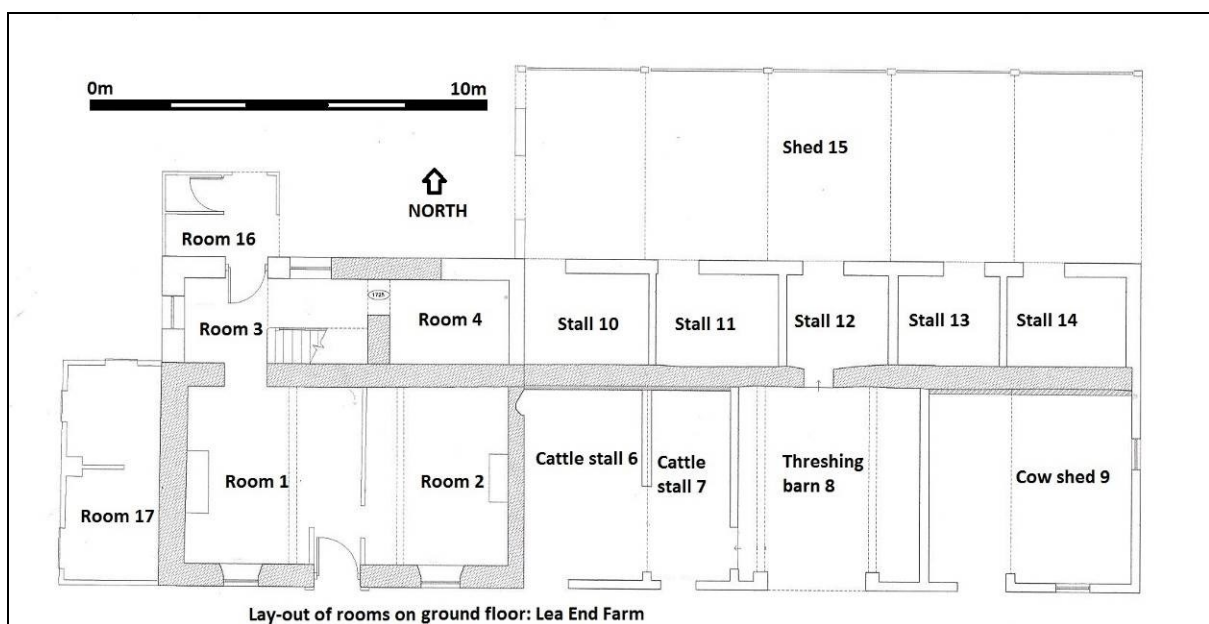 0m
10m
NORTH
Shed 15
Room 16
1725
Room 3
Room 4
Stall 10
Stall 11
Stall 12
Stall 13
Stall 14
Room 17
Room 1
Room 2
Cattle stall 6
Cattle
stall 7
Threshing
barn 8
Cow shed 9
Lay-out of rooms on ground floor: Lea End Farm